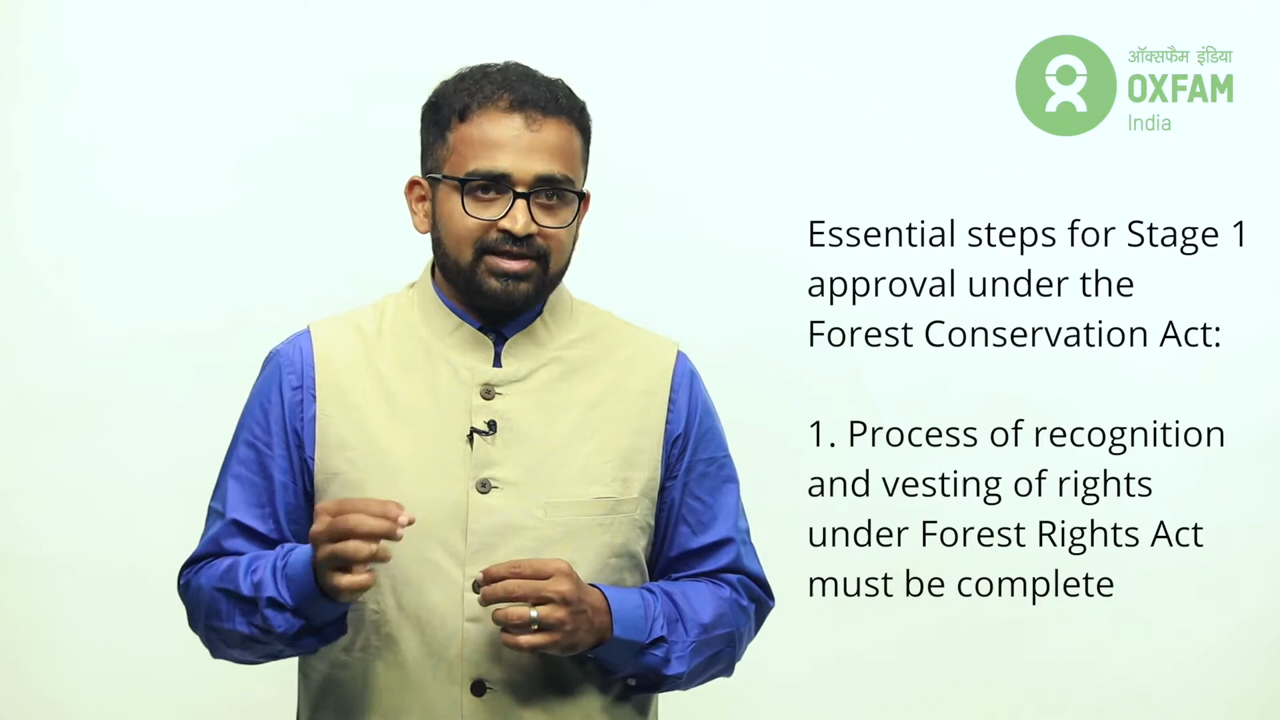 ऑक्सफैम इंडिया
OXFAM
India
Essential steps for Stage 1
approval under the
Forest Conservation Act:
1. Process of recognition
and vesting of rights
under Forest Rights Act
must be complete